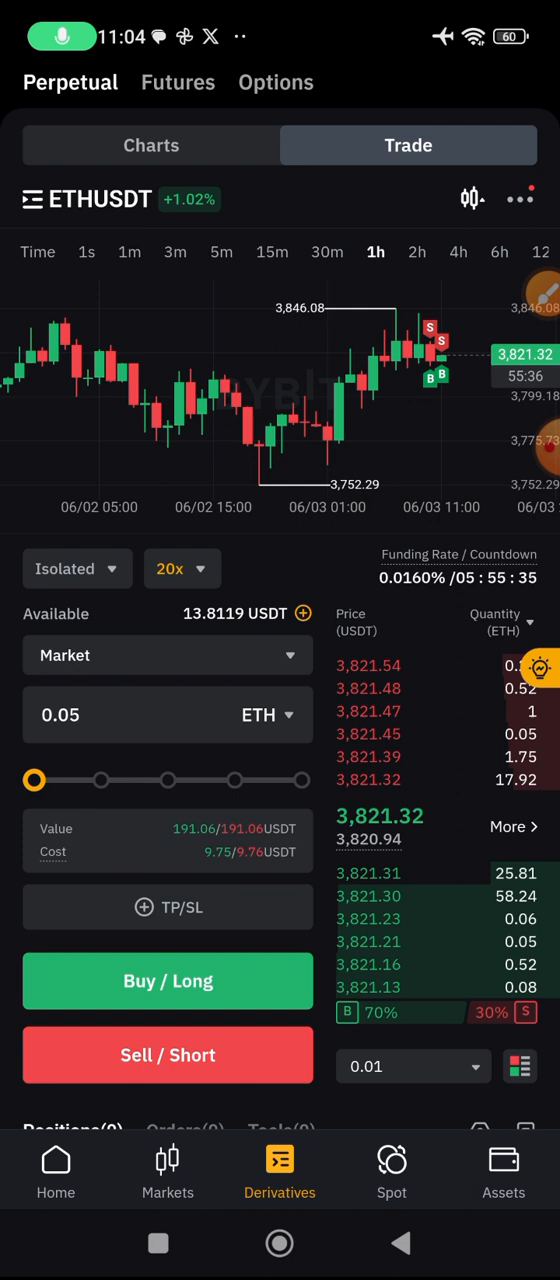 11:04
60
Perpetual Futures Options
Charts Trade
ETHUSDT +1.02%
Time 1s 1m 3m 5m 15m 30m 1h 2h 4h 6h 12
3,846.08
3,846.08
S
S
3,821.32
55:36
B B
BYBIT
3,799.18
3,775.73
3,752.29
3,752.29
06/02 05:00 06/02 15:00 06/03 01:00 06/03 11:00 06/03
Isolated 20x
Funding Rate / Countdown
0.0160% /05 : 55 : 35
Available 13.8119 USDT
Price (USDT) Quantity (ETH)
Market
0.05 ETH
3,821.54
3,821.48 0.52
3,821.47 1
3,821.45 0.05
3,821.39 1.75
3,821.32 17.92
Value 191.06/191.06USDT
Cost 9.75/9.76USDT
3,821.32
3,820.94
More
TP/SL
3,821.31 25.81
3,821.30 58.24
3,821.23 0.06
3,821.21 0.05
3,821.16 0.52
3,821.13 0.08
Buy / Long
B 70% 30% S
Sell / Short
0.01
Positions(0) Orders(0) Tools(0)
Home Markets Derivatives Spot Assets